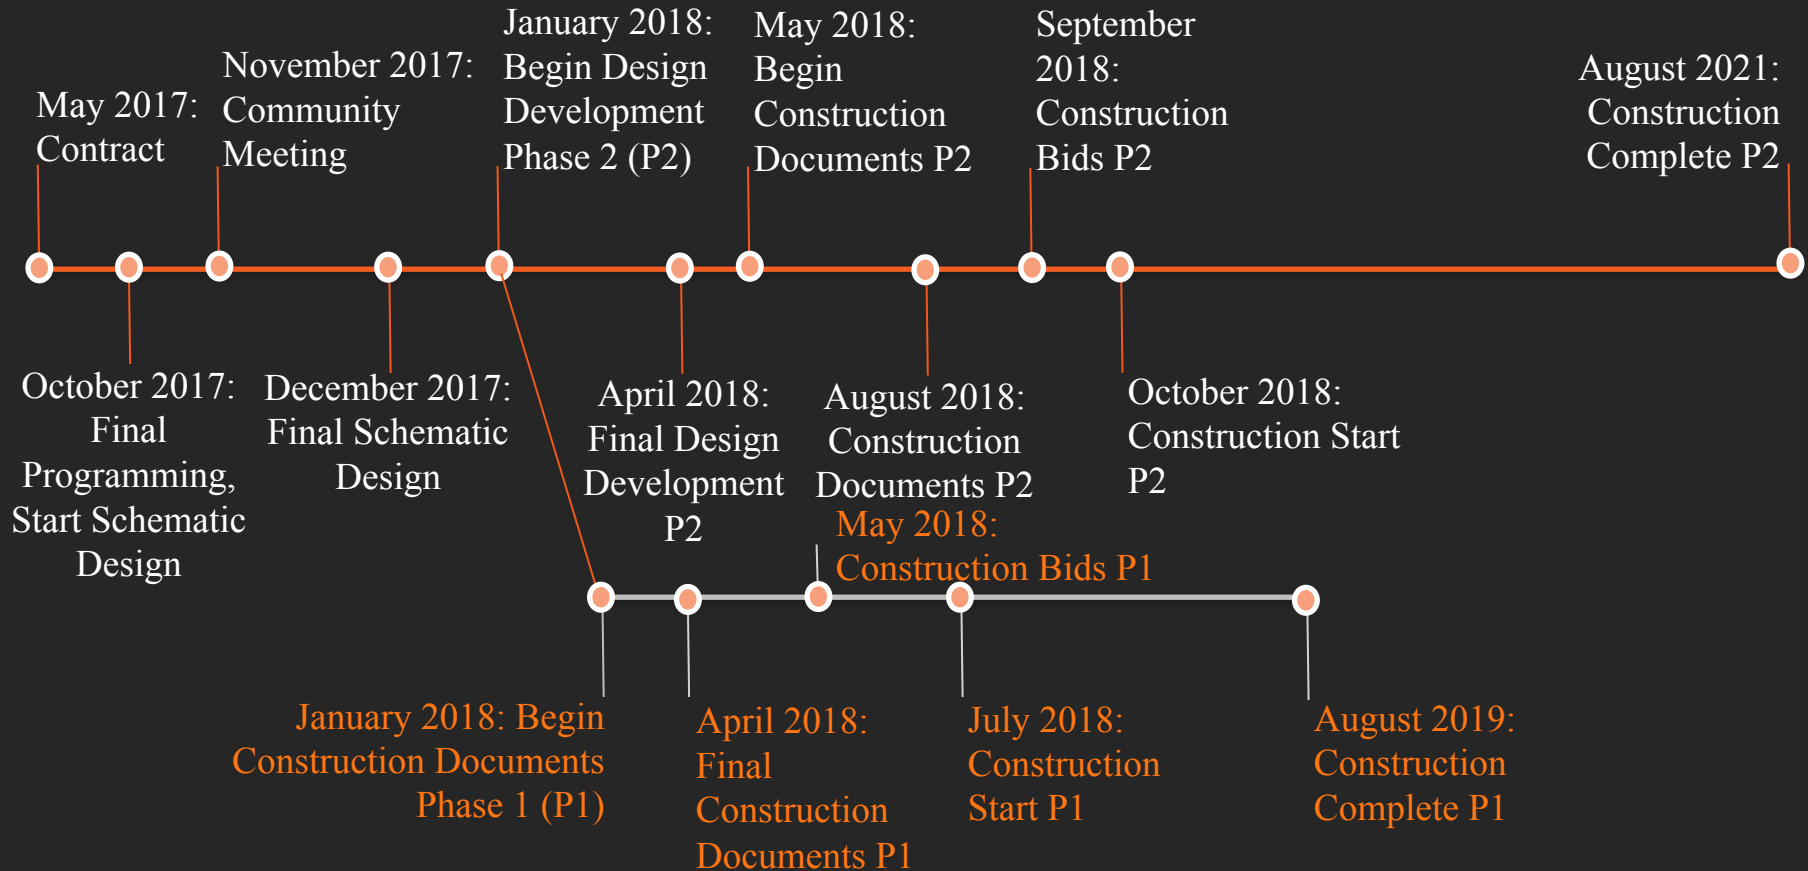 May 2017:
Contract
November 2017:
Community
Meeting
January 2018:
Begin Design
Development
Phase 2 (P2)
May 2018:
Begin
Construction
Documents P2
September
2018:
Construction
Bids P2
August 2021:
Construction
Complete P2
October 2017:
Final
Programming,
Start Schematic
Design
December 2017:
Final Schematic
Design
April 2018:
Final Design
Development
P2
August 2018:
Construction
Documents P2
October 2018:
Construction Start
P2
May 2018:
Construction Bids P1
January 2018: Begin
Construction Documents
Phase 1 (P1)
April 2018:
Final
Construction
Documents P1
July 2018:
Construction
Start P1
August 2019:
Construction
Complete P1